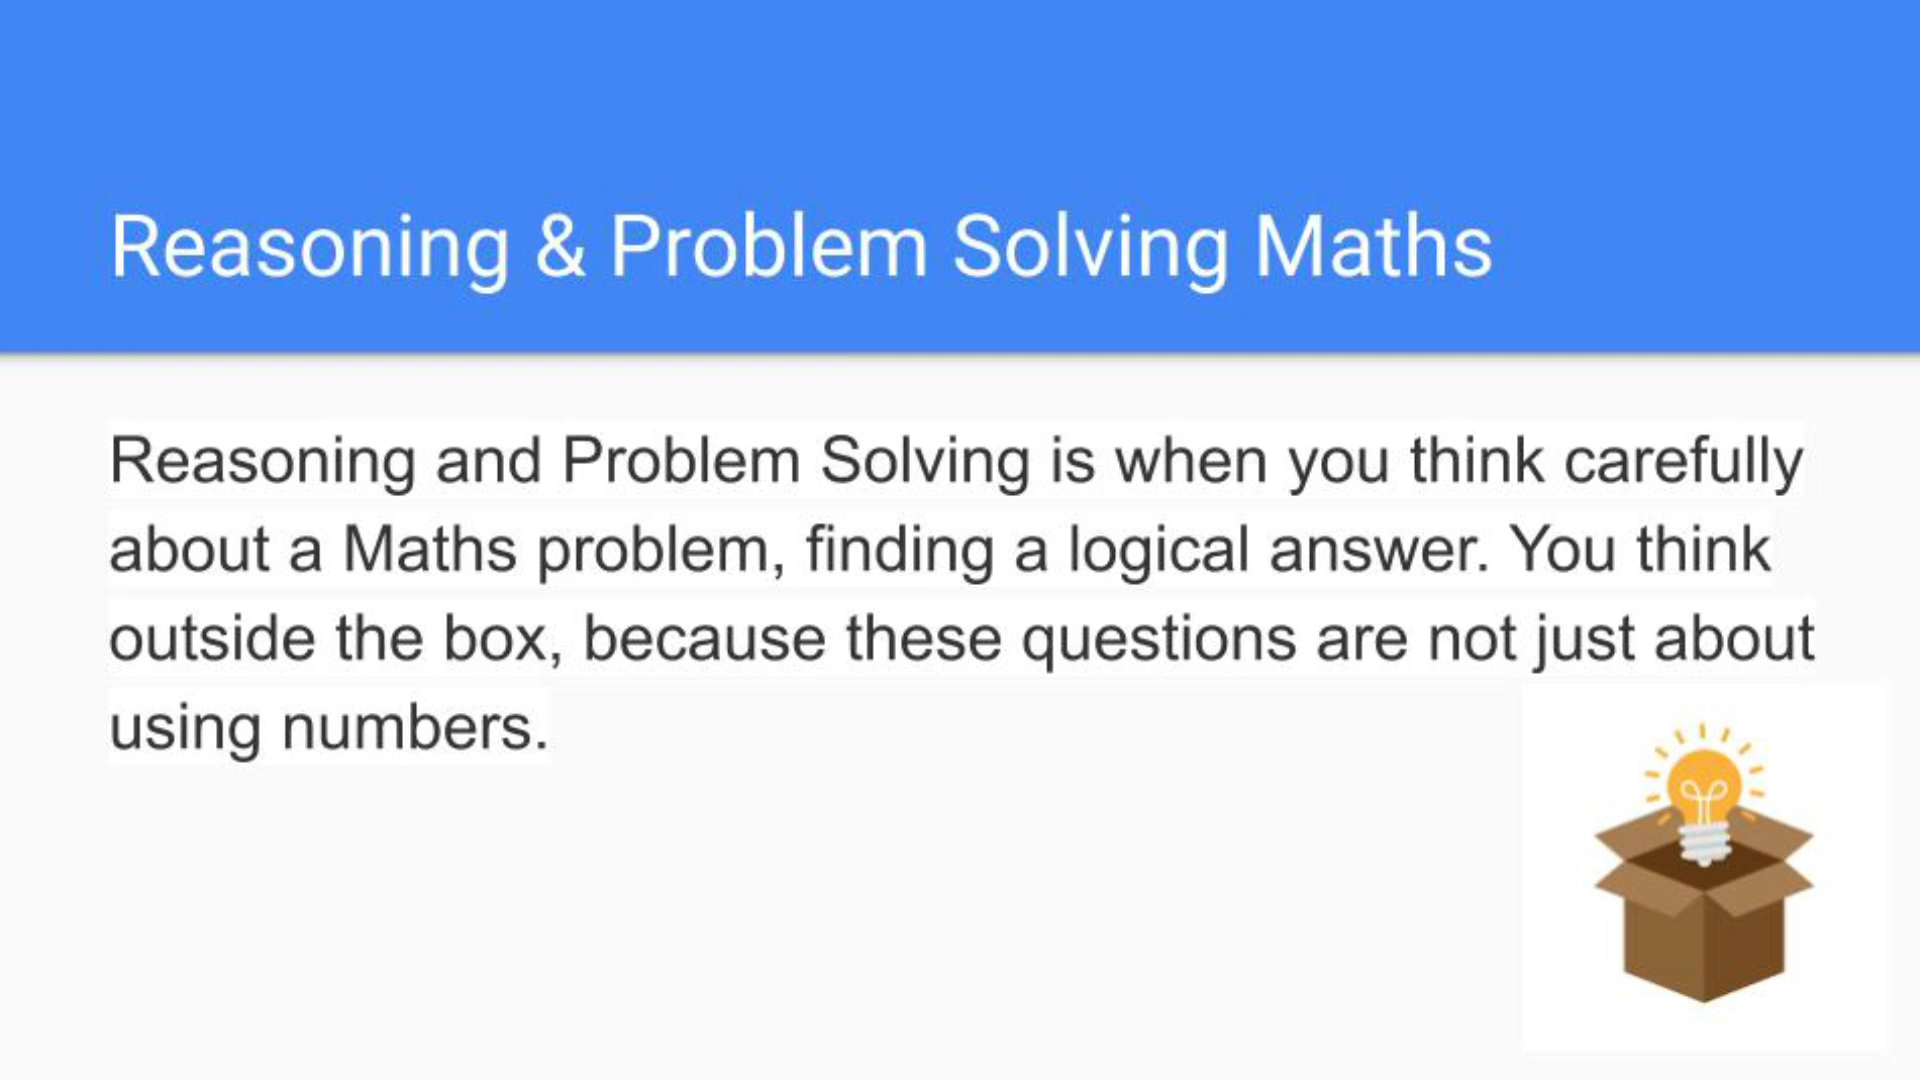 Reasoning & Problem Solving Maths
Reasoning and Problem Solving is when you think carefully
about a Maths problem, finding a logical answer. You think
outside the box, because these questions are not just about
using numbers.